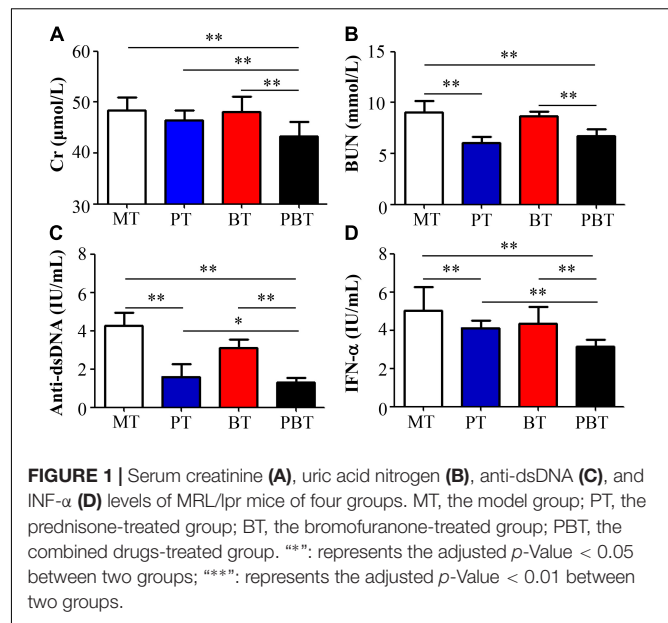 A
**
**
**
Cr (μmol/L)
60
50
40
30
MT PT BT PBT
B
**
** **
BUN (mmol/L)
15
10
5
0
MT PT BT PBT
C
**
** **
*
Anti-dsDNA (IU/mL)
8
6
4
2
0
MT PT BT PBT
D
**
** **
**
IFN-α (IU/mL)
8
6
4
2
0
MT PT BT PBT
FIGURE 1 | Serum creatinine (A), uric acid nitrogen (B), anti-dsDNA (C), and
INF-α (D) levels of MRL/lpr mice of four groups. MT, the model group; PT, the
prednisone-treated group; BT, the bromofuranone-treated group; PBT, the
combined drugs-treated group. “*”: represents the adjusted p-Value < 0.05
between two groups; “**”: represents the adjusted p-Value < 0.01 between
two groups.